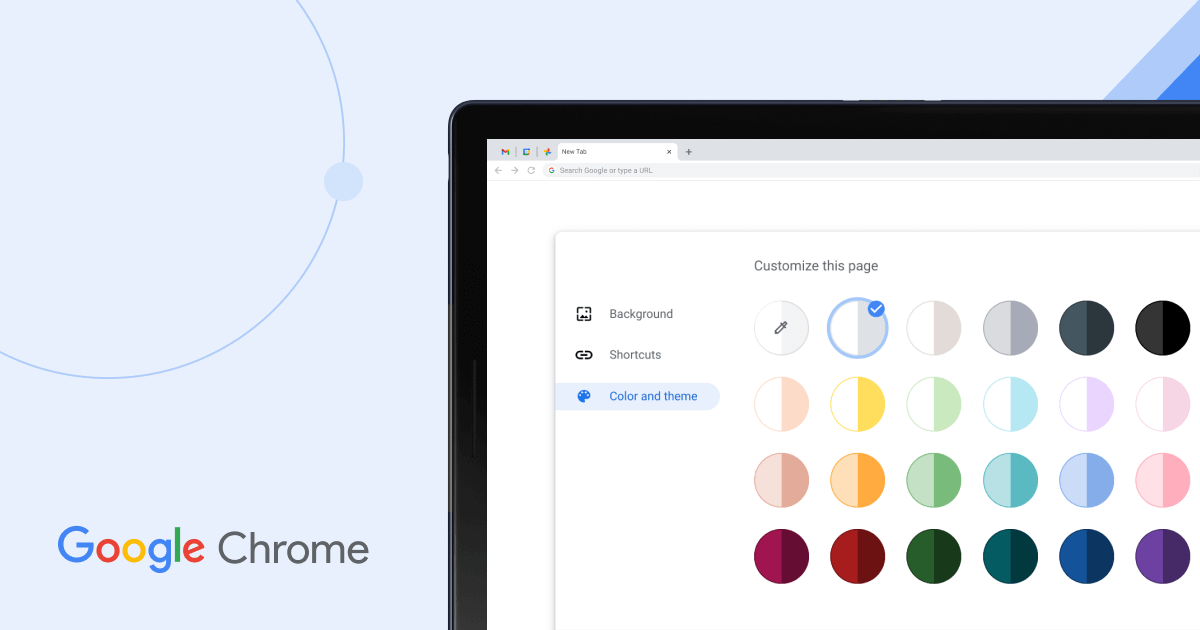 New Tab
Search Google or type a URL
Customize this page
Background
Shortcuts
Color and theme
Google Chrome